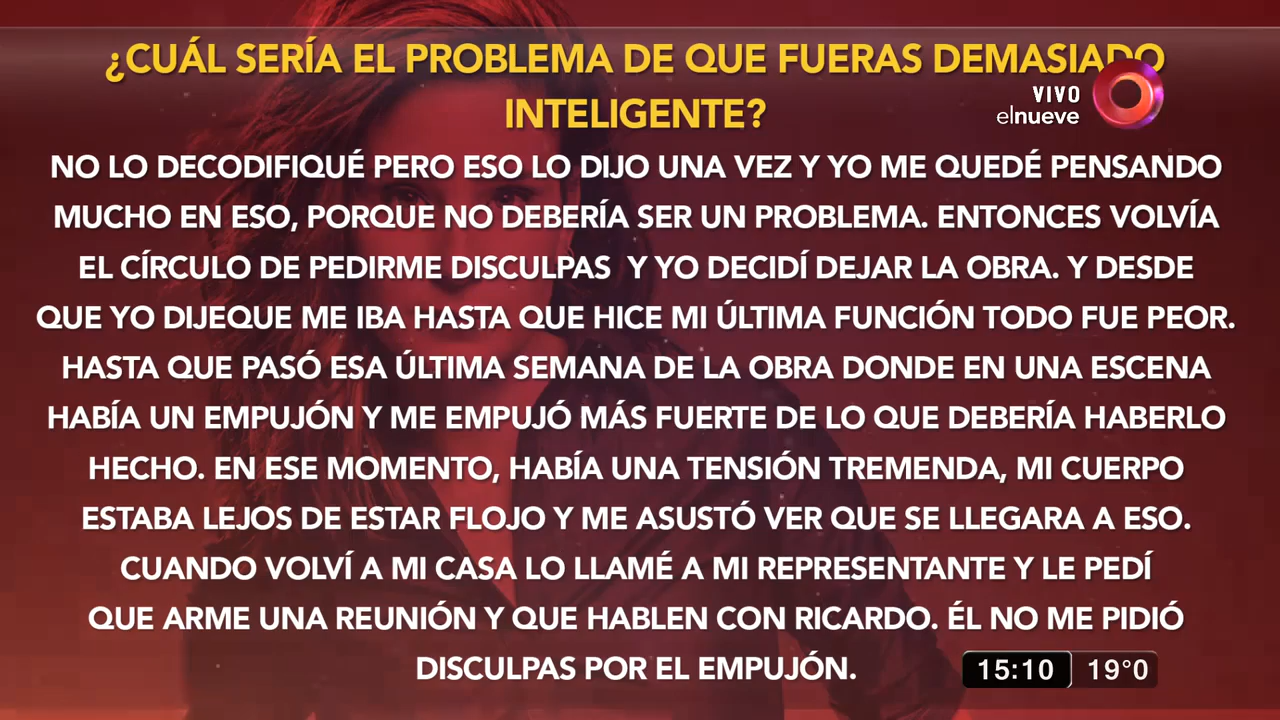 ¿CUÁL SERÍA EL PROBLEMA DE QUE FUERAS DEMASIADO
INTELIGENTE?
VIVO
elnueve
NO LO DECODIFIQUÉ PERO ESO LO DIJO UNA VEZ Y YO ME QUEDÉ PENSANDO
MUCHO EN ESO, PORQUE NO DEBERÍA SER UN PROBLEMA. ENTONCES VOLVÍA
EL CÍRCULO DE PEDIRME DISCULPAS Y YO DECIDÍ DEJAR LA OBRA. Y DESDE
QUE YO DIJEQUE ME IBA HASTA QUE HICE MI ÚLTIMA FUNCIÓN TODO FUE PEOR.
HASTA QUE PASÓ ESA ÚLTIMA SEMANA DE LA OBRA DONDE EN UNA ESCENA
HABÍA UN EMPUJÓN Y ME EMPUJÓ MÁS FUERTE DE LO QUE DEBERÍA HABERLO
HECHO. EN ESE MOMENTO, HABÍA UNA TENSIÓN TREMENDA, MI CUERPO
ESTABA LEJOS DE ESTAR FLOJO Y ME ASUSTÓ VER QUE SE LLEGARA A ESO.
CUANDO VOLVÍ A MI CASA LO LLAMÉ A MI REPRESENTANTE Y LE PEDÍ
QUE ARME UNA REUNIÓN Y QUE HABLEN CON RICARDO. ÉL NO ME PIDIÓ
DISCULPAS POR EL EMPUJÓN.
15:10 19°0